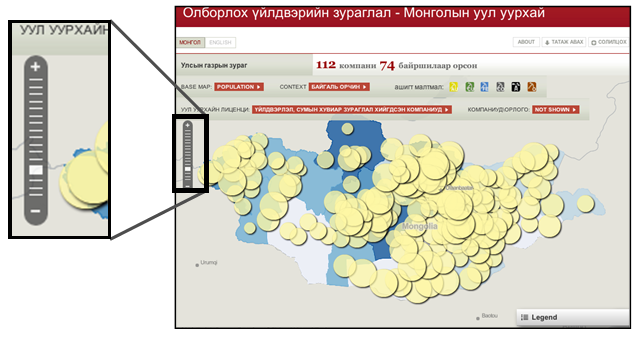 УУЛ УУРХАЙН
Олборлох үйлдвэрийн зураглал - Монголын уул уурхай
МОНГОЛ ENGLISH
ABOUT ТАТАЖ АВАХ СОЛИЛЦОХ
Улсын газрын зураг
112 компани 74 байршилаар орсон
BASE MAP: POPULATION CONTEXT БАЙГАЛЬ ОРЧИН АШИГТ МАЛТМАЛ:
УУЛ УУРХАЙН ЛИЦЕНЦИ: ҮЙЛДВЭРЛЭЛ, СУМЫН ХУВИАР ЗУРАГЛАЛ ХИЙГДСЭН КОМПАНИУД КОМПАНИУД/ОРЛОГО: NOT SHOWN
Ulaanbaatar
Mongolia
Urumqi
Baotou
Legend